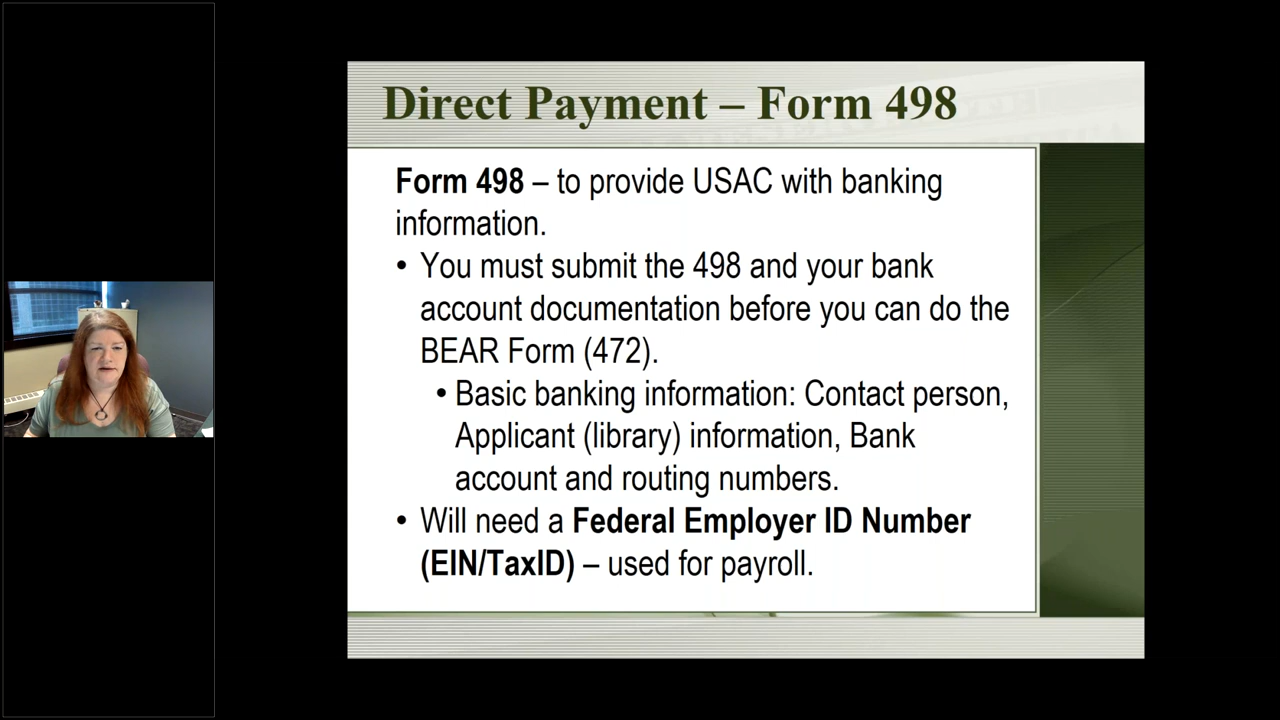 Direct Payment – Form 498
Form 498 – to provide USAC with banking
information.
• You must submit the 498 and your bank
account documentation before you can do the
BEAR Form (472).
• Basic banking information: Contact person,
Applicant (library) information, Bank
account and routing numbers.
• Will need a Federal Employer ID Number
(EIN/TaxID) – used for payroll.